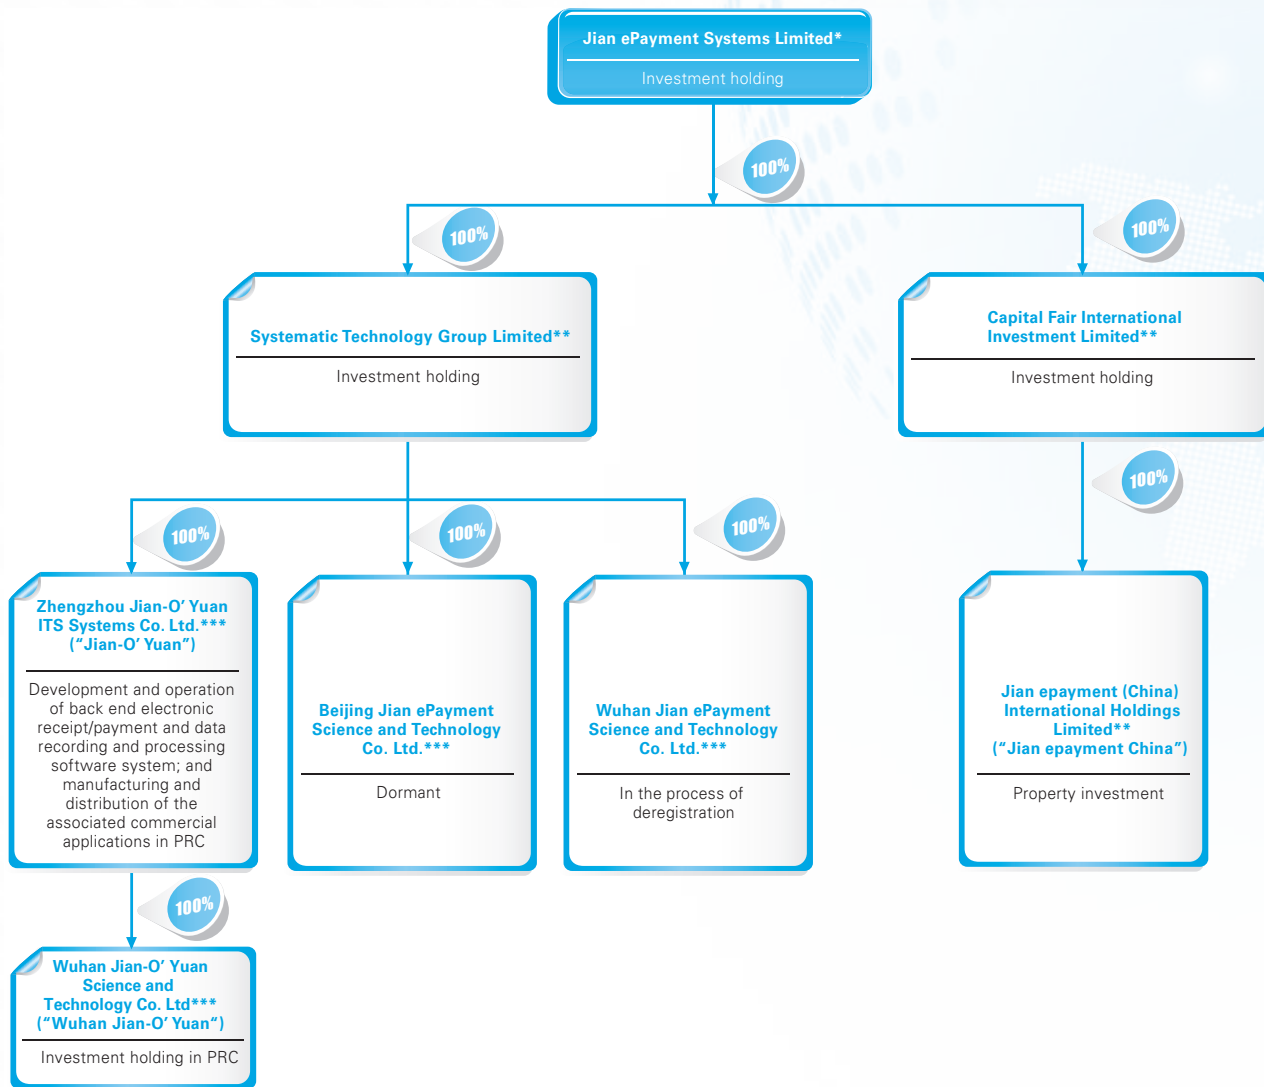 Jian ePayment Systems Limited*
Investment holding
100%
100%
100%
Systematic Technology Group Limited**
Investment holding
Capital Fair International
Investment Limited**
Investment holding
100%
100%
100%
100%
Zhengzhou Jian-O’ Yuan
ITS Systems Co. Ltd.***
(“Jian-O’ Yuan”)
Development and operation
of back end electronic
receipt/payment and data
recording and processing
software system; and
manufacturing and
distribution of the
associated commercial
applications in PRC
Beijing Jian ePayment
Science and Technology
Co. Ltd.***
Dormant
Wuhan Jian ePayment
Science and Technology
Co. Ltd.***
In the process of
deregistration
Jian epayment (China)
International Holdings
Limited**
(“Jian epayment China”)
Property investment
100%
Wuhan Jian-O’ Yuan
Science and
Technology Co. Ltd***
(“Wuhan Jian-O’ Yuan“)
Investment holding in PRC